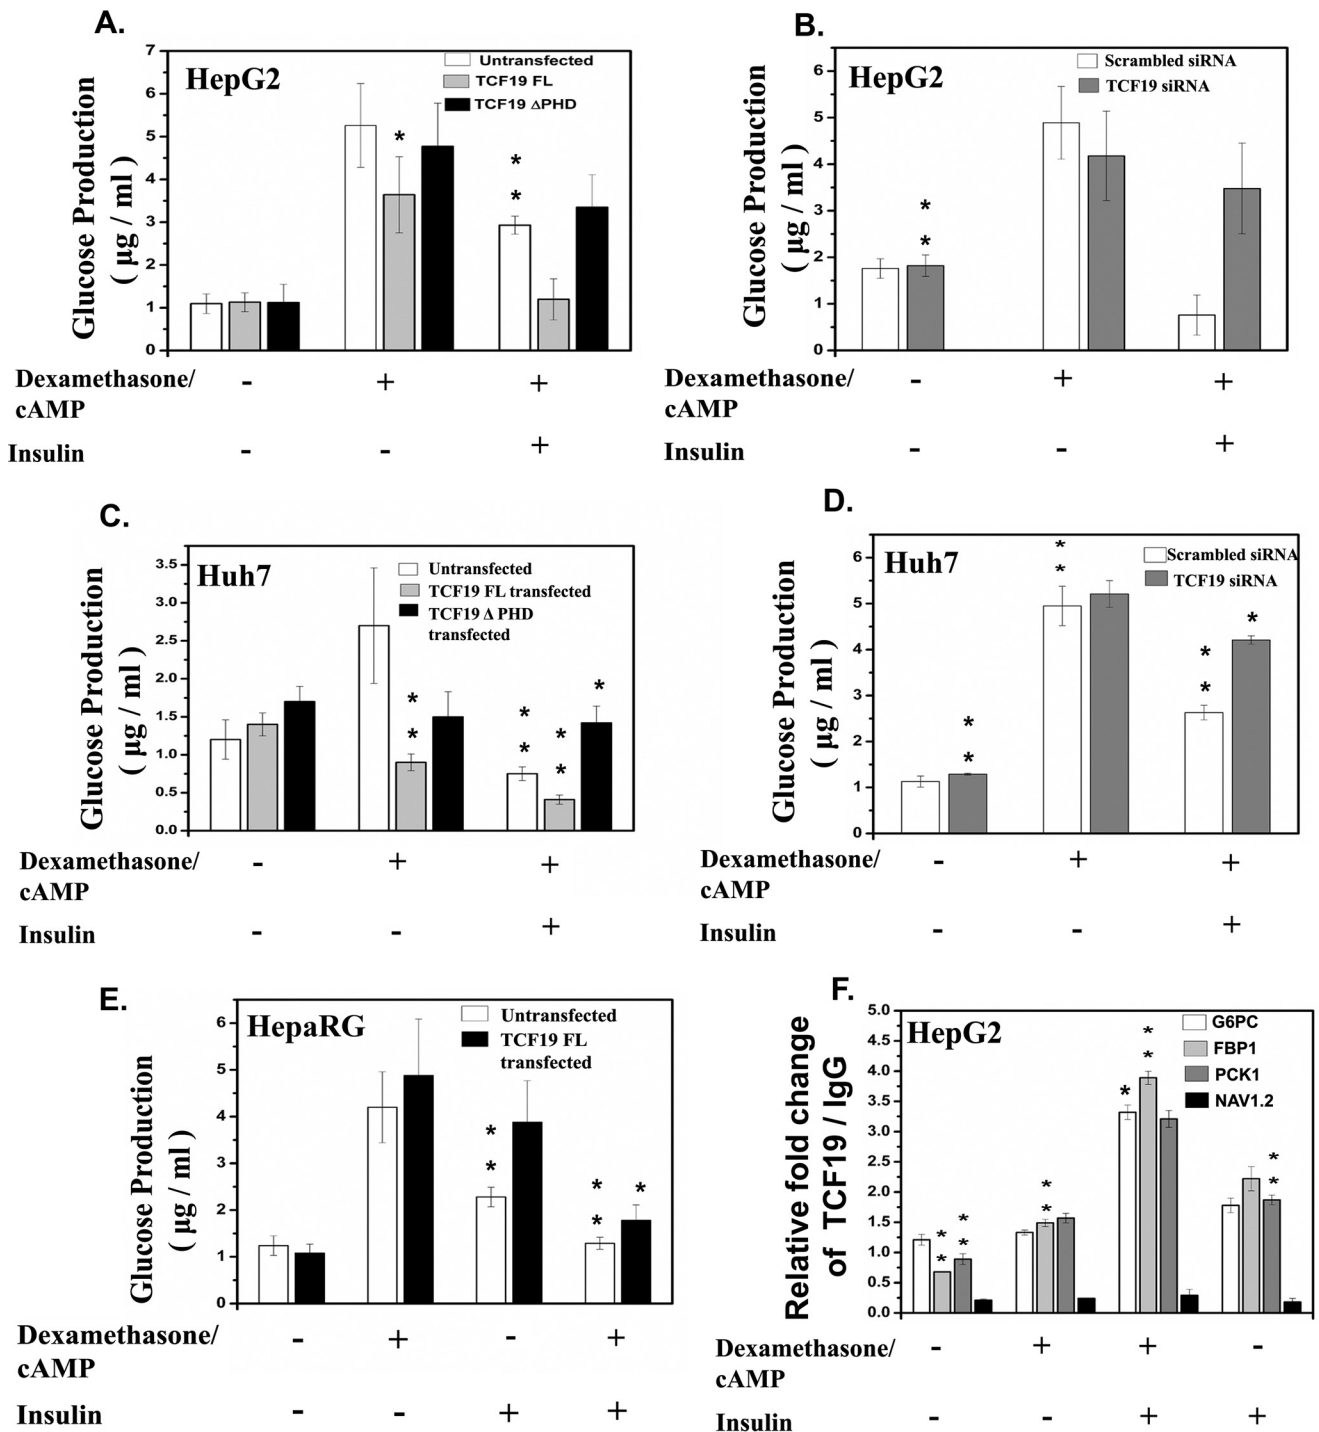 A.
HepG2
Untransfected
TCF19 FL
TCF19 ΔPHD
Glucose Production
( µg / ml )
7
6
5
4
3
2
1
0
*
*
*
Dexamethasone/ - + +
cAMP
Insulin - - +
B.
HepG2
Scrambled siRNA
TCF19 siRNA
Glucose Production
( µg / ml )
6
5
4
3
2
1
0
*
*
Dexamethasone/ - + +
cAMP
Insulin - - +
C.
Huh7
Untransfected
TCF19 FL transfected
TCF19 Δ PHD
transfected
Glucose Production
( µg / ml )
3.5
3.0
2.5
2.0
1.5
1.0
0.5
0.0
* * * *
* * *
Dexamethasone/ - + +
cAMP
Insulin - - +
D.
Huh7
Scrambled siRNA
TCF19 siRNA
Glucose Production
( µg / ml )
6
5
4
3
2
1
0
* * * *
* * *
Dexamethasone/ - + +
cAMP
Insulin - - +
E.
HepaRG
Untransfected
TCF19 FL
transfected
Glucose Production
( µg / ml )
6
5
4
3
2
1
0
* * *
* *
Dexamethasone/ - + - +
cAMP
Insulin - - + +
F.
HepG2
G6PC
FBP1
PCK1
NAV1.2
Relative fold change
of TCF19 / IgG
5.0
4.5
4.0
3.5
3.0
2.5
2.0
1.5
1.0
0.5
0.0
* * * * * *
* * * * *
Dexamethasone/ - + + -
cAMP
Insulin - - + +